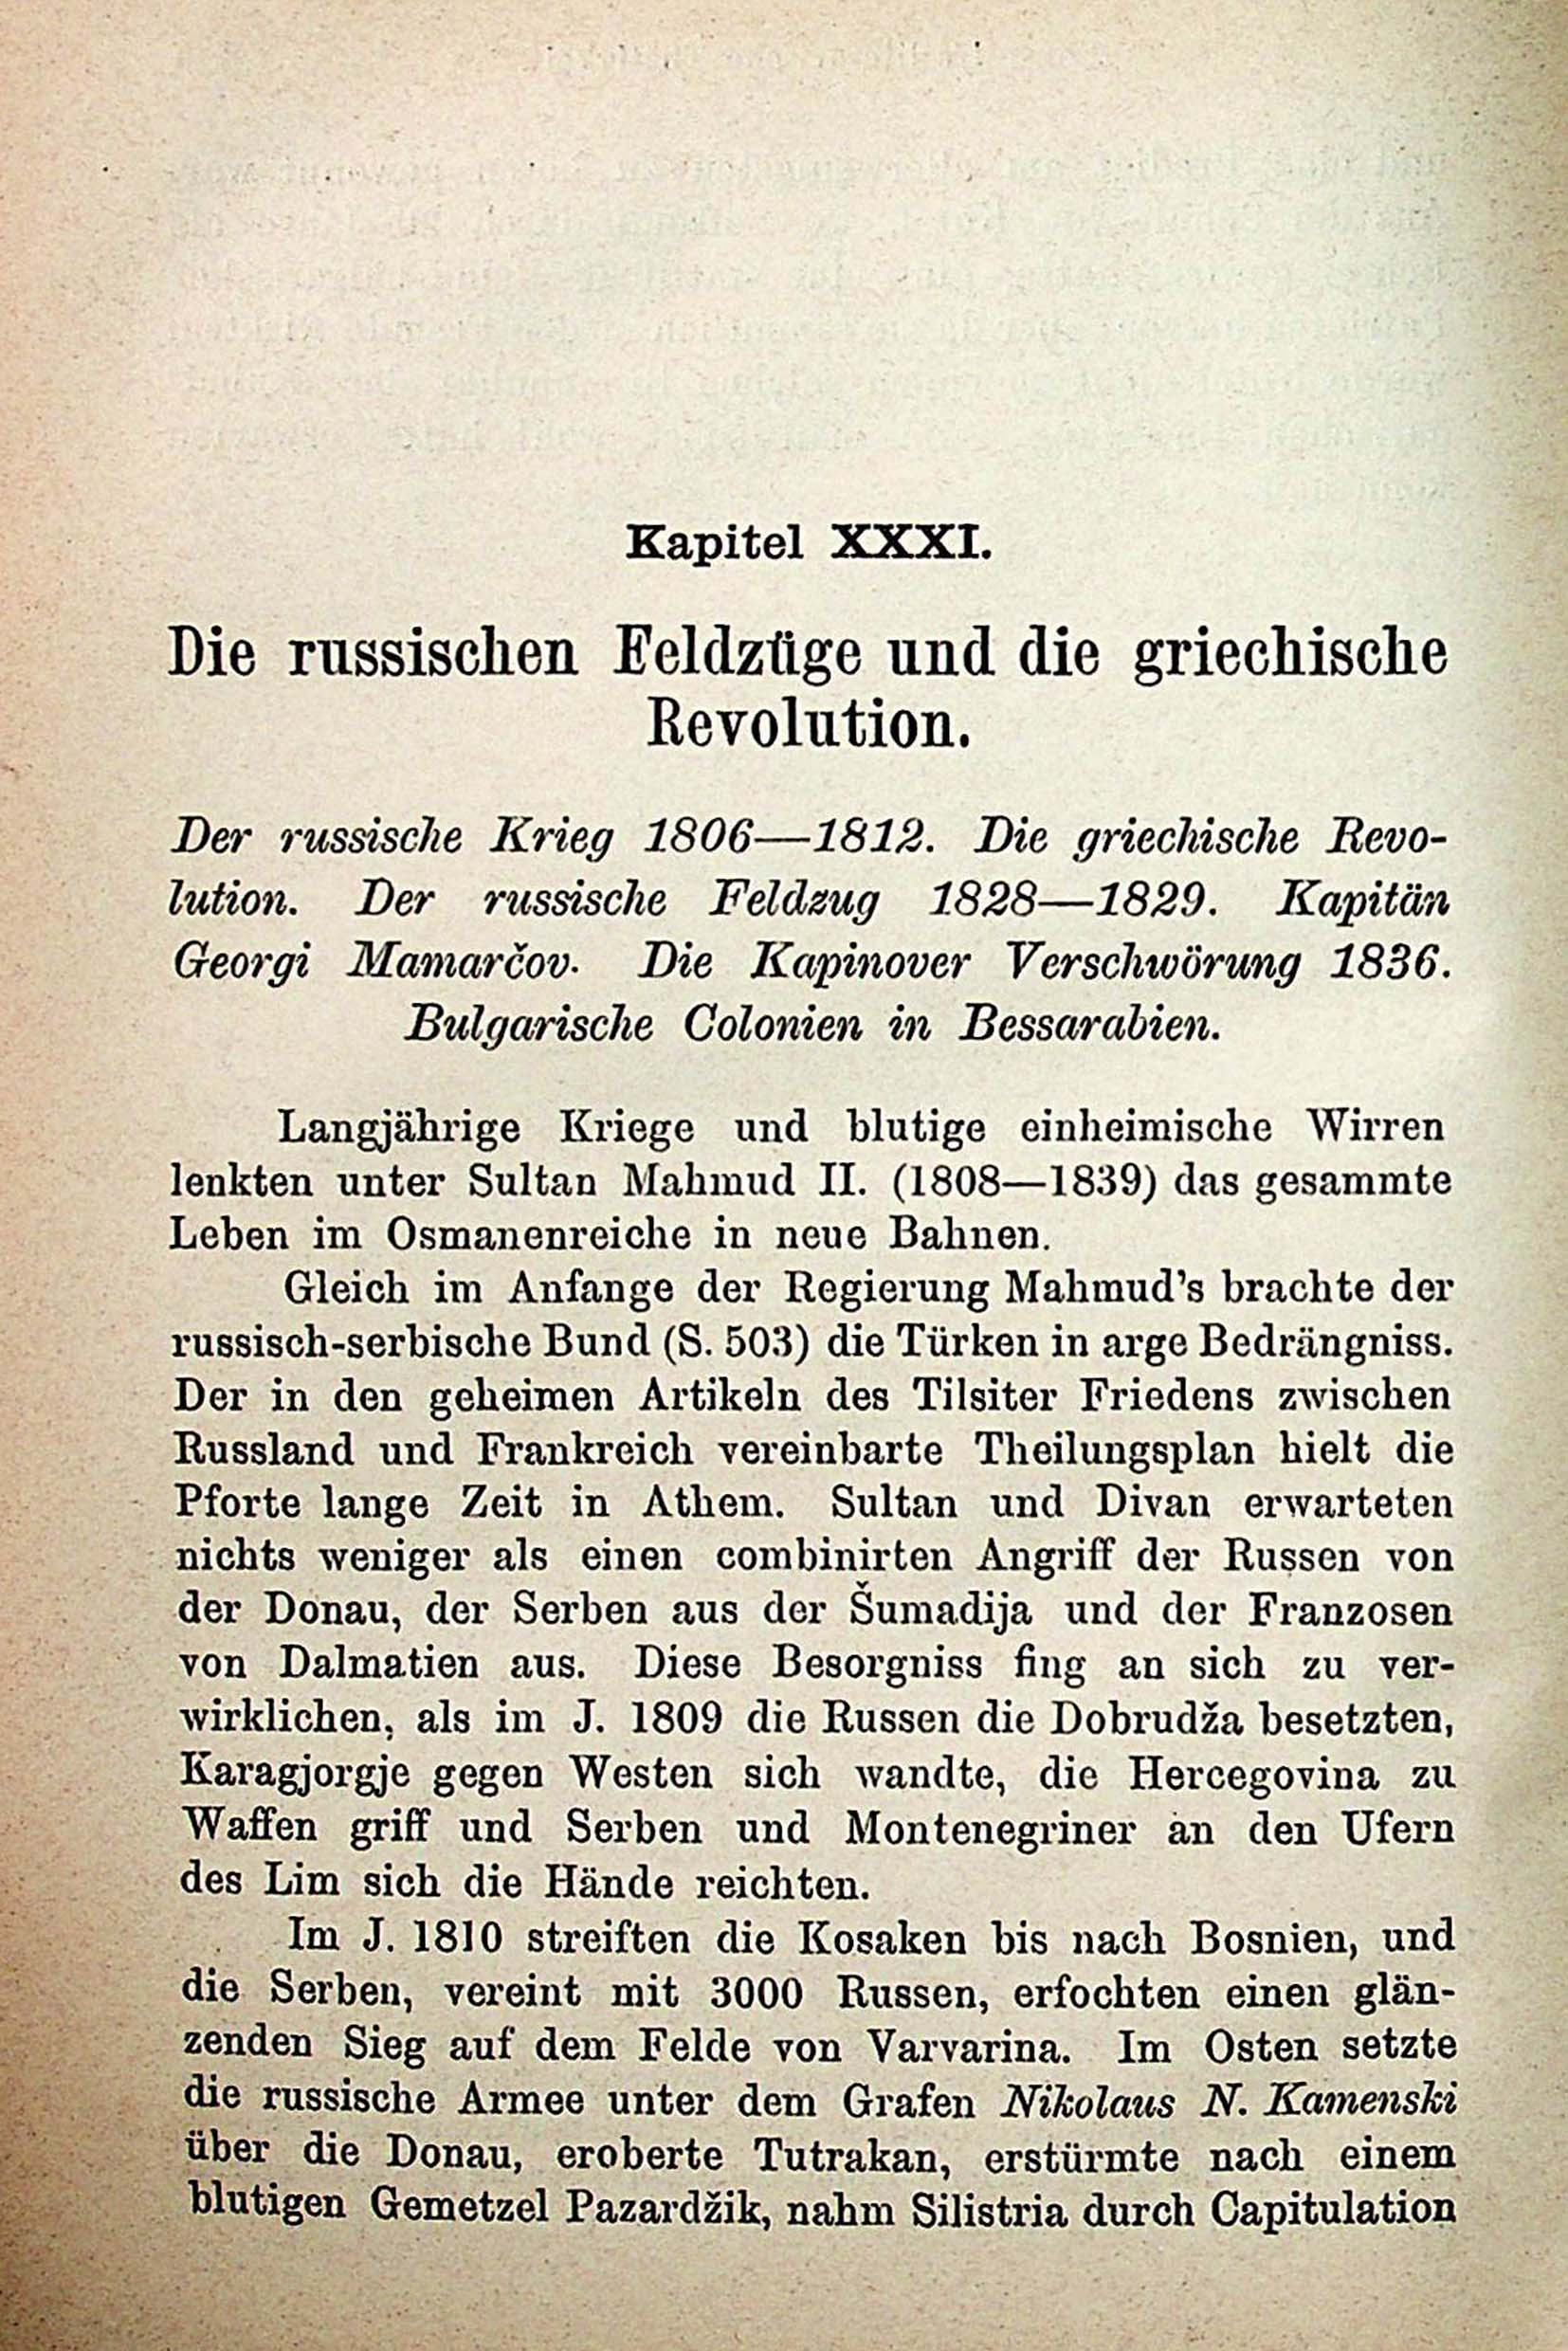 Kapitel XXXI.
Die russischen Feldzüge und die griechische
Revolution.
Der russische Krieg 1806—1812. Die griechische Revo-
lution. Der russische Feldzug 1828—1829. Kapitän
Georgi Mamarčov. Die Kapinover Verschwörung 1836.
Bulgarische Colonien in Bessarabien.
Langjährige Kriege und blutige einheimische Wirren
lenkten unter Sultan Mahmud II. (1808—1839) das gesammte
Leben im Osmanenreiche in neue Bahnen.
Gleich im Anfange der Regierung Mahmud's brachte der
russisch-serbische Bund (S. 503) die Türken in arge Bedrängniss.
Der in den geheimen Artikeln des Tilsiter Friedens zwischen
Russland und Frankreich vereinbarte Theilungsplan hielt die
Pforte lange Zeit in Athem. Sultan und Divan erwarteten
nichts weniger als einen combinirten Angriff der Russen von
der Donau, der Serben aus der Šumadija und der Franzosen
von Dalmatien aus. Diese Besorgniss fing an sich zu ver-
wirklichen, als im J. 1809 die Russen die Dobrudža besetzten,
Karagjorgje gegen Westen sich wandte, die Hercegovina zu
Waffen griff und Serben und Montenegriner an den Ufern
des Lim sich die Hände reichten.
Im J. 1810 streiften die Kosaken bis nach Bosnien, und
die Serben, vereint mit 3000 Russen, erfochten einen glän-
zenden Sieg auf dem Felde von Varvarina. Im Osten setzte
die russische Armee unter dem Grafen Nikolaus N. Kamenski
über die Donau, eroberte Tutrakan, erstürmte nach einem
blutigen Gemetzel Pazardžik, nahm Silistria durch Capitulation